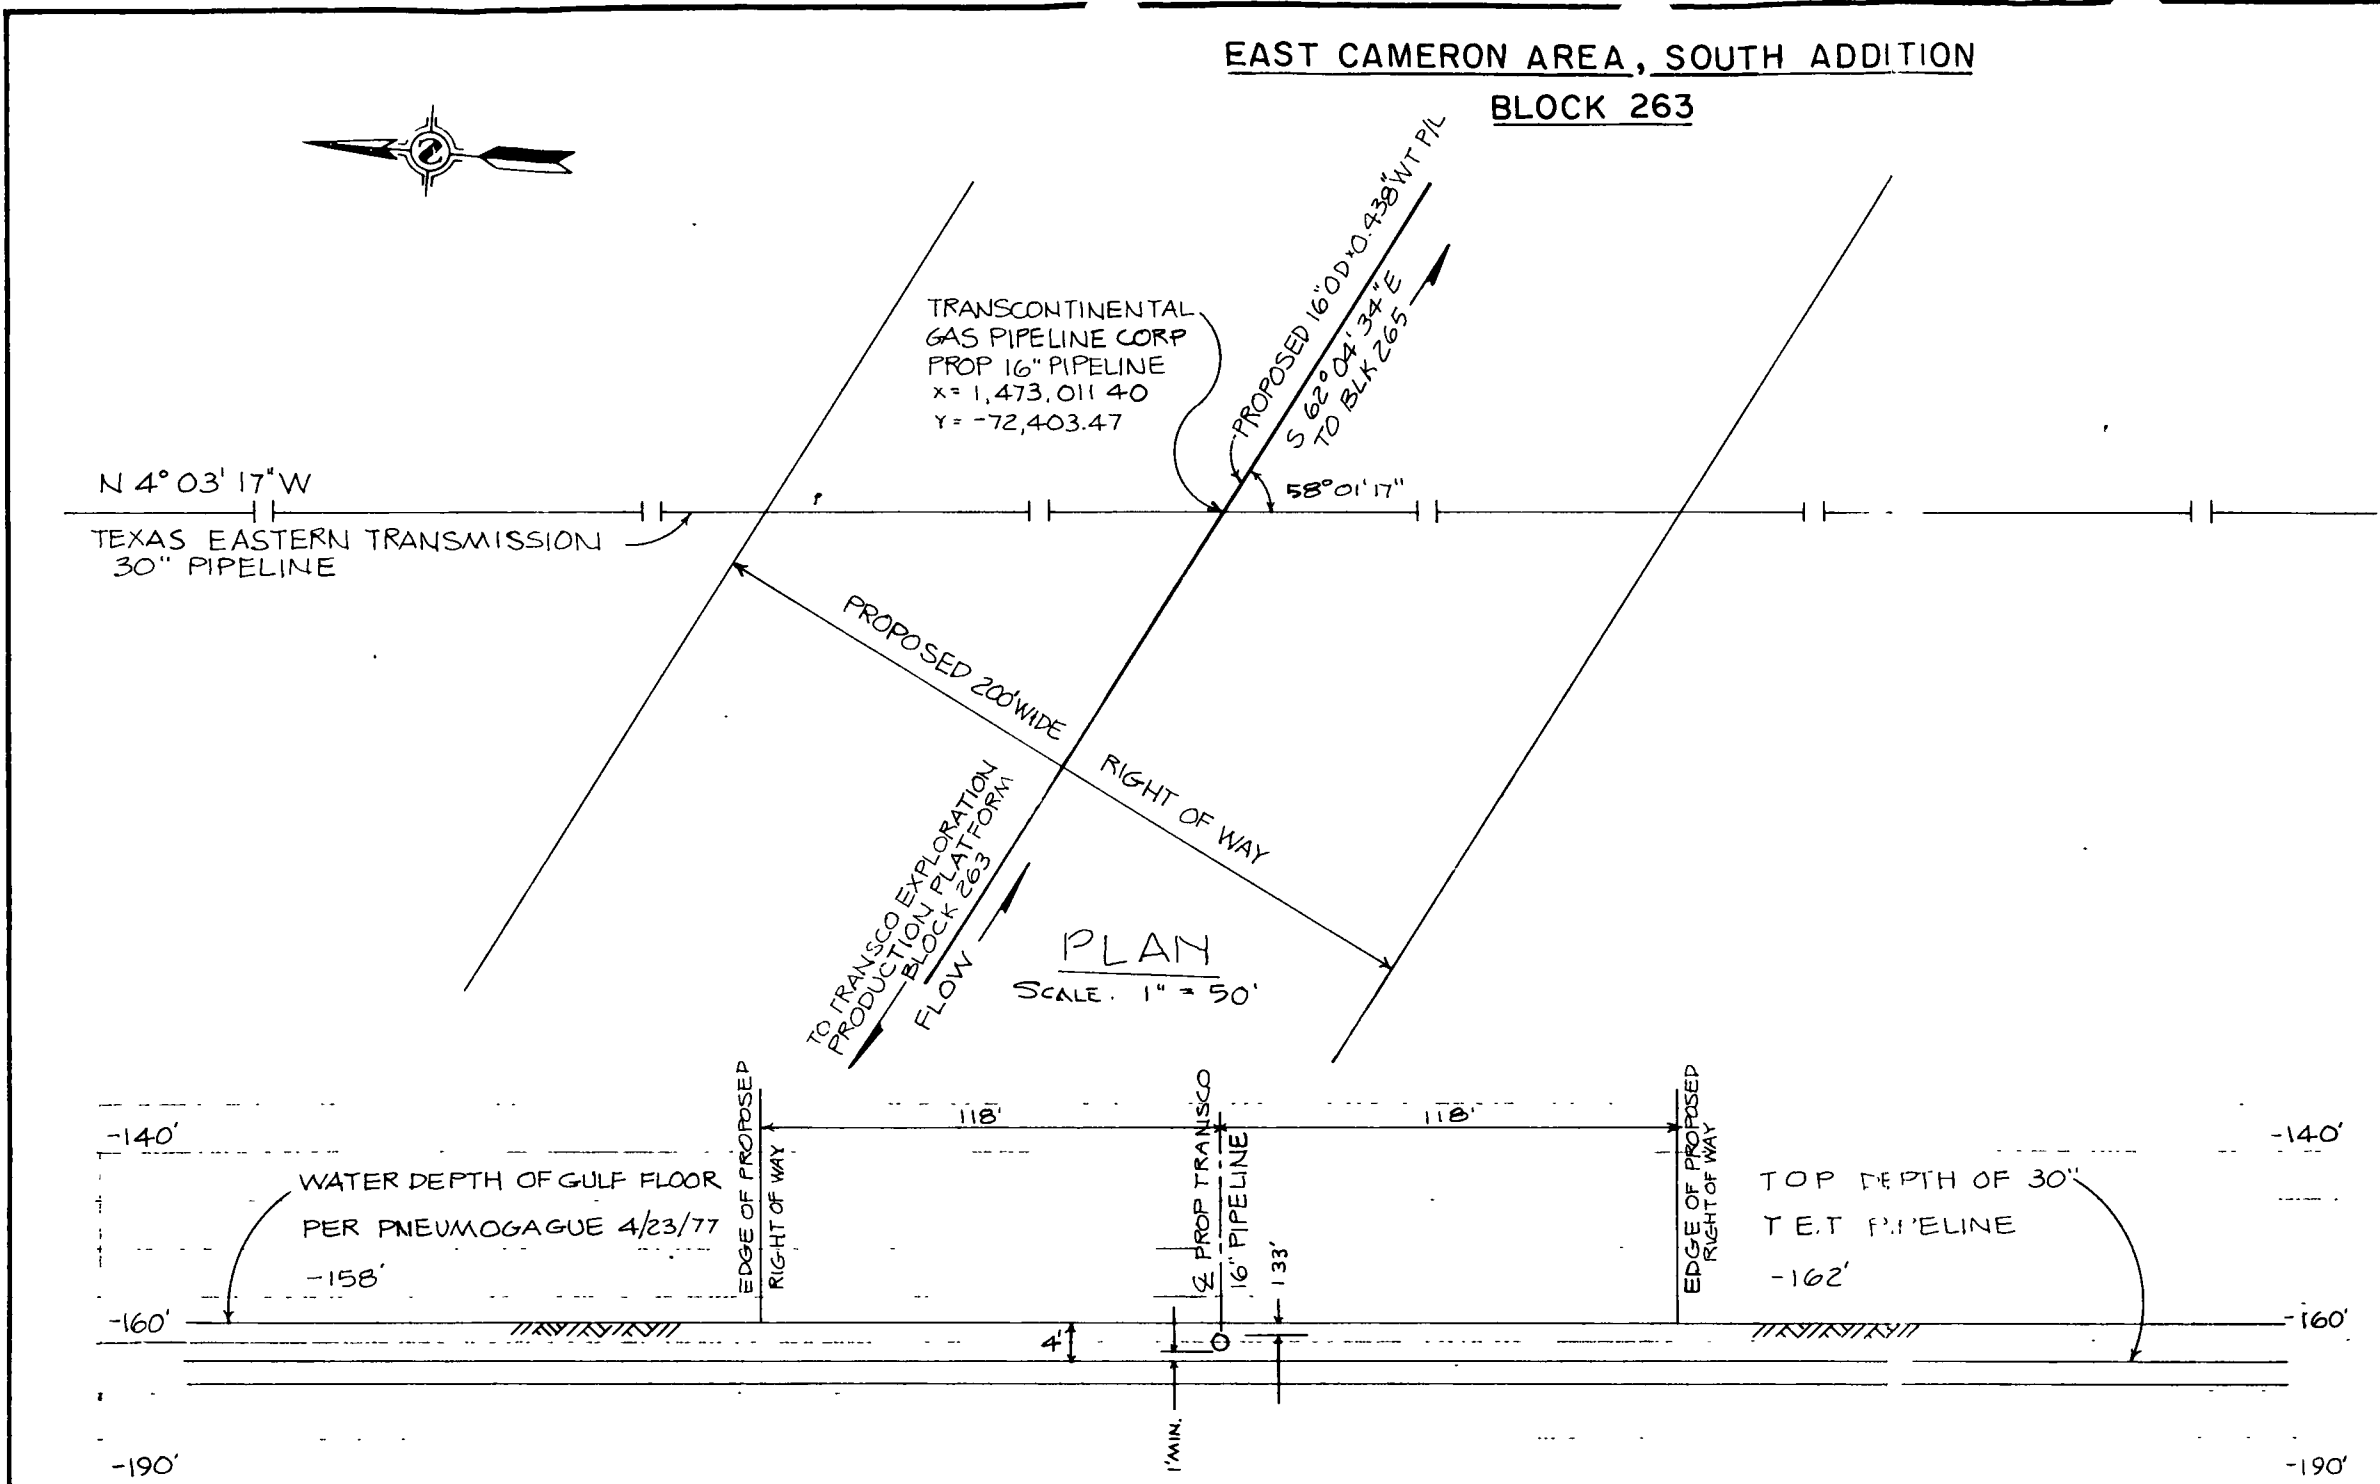 EAST CAMERON AREA, SOUTH ADDITION
BLOCK 263
PROPOSED 16"OD×0.438"WT P/L
S 62°04'34"E
TO BLK 265
TRANSCONTINENTAL
GAS PIPELINE CORP
PROP 16" PIPELINE
X= 1,473,011 40
Y= -72,403.47
58°01'17"
N 4°03'17"W
TEXAS EASTERN TRANSMISSION
30" PIPELINE
PROPOSED 200'WIDE
RIGHT OF WAY
TO TRANSCO EXPLORATION
PRODUCTION PLATFORM
BLOCK 263
FLOW
PLAN
SCALE. 1" = 50'
EDGE OF PROPOSED
RIGHT OF WAY
118'
℄ PROP TRANSCO
16" PIPELINE
118'
EDGE OF PROPOSED
RIGHT OF WAY
-140'
-140'
WATER DEPTH OF GULF FLOOR
PER PNEUMOGAGUE 4/23/77
-158'
TOP DEPTH OF 30"
T E.T PIPELINE
-162'
1 33'
-160'
-160'
4'
1'MIN.
-190'
-190'